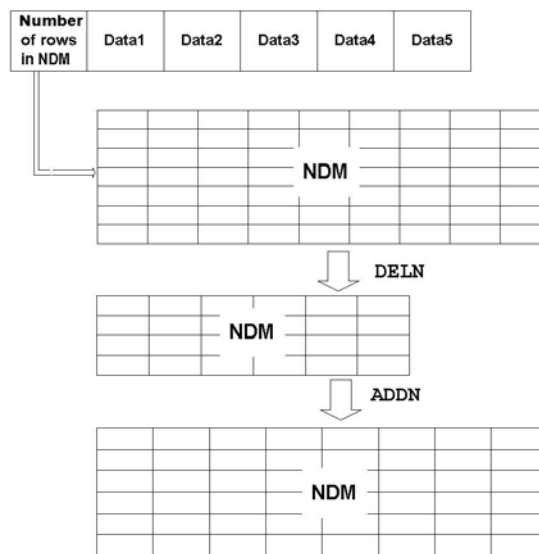 Number
of rows
in NDM
Data1 Data2 Data3 Data4 Data5
NDM
DELN
NDM
ADDN
NDM